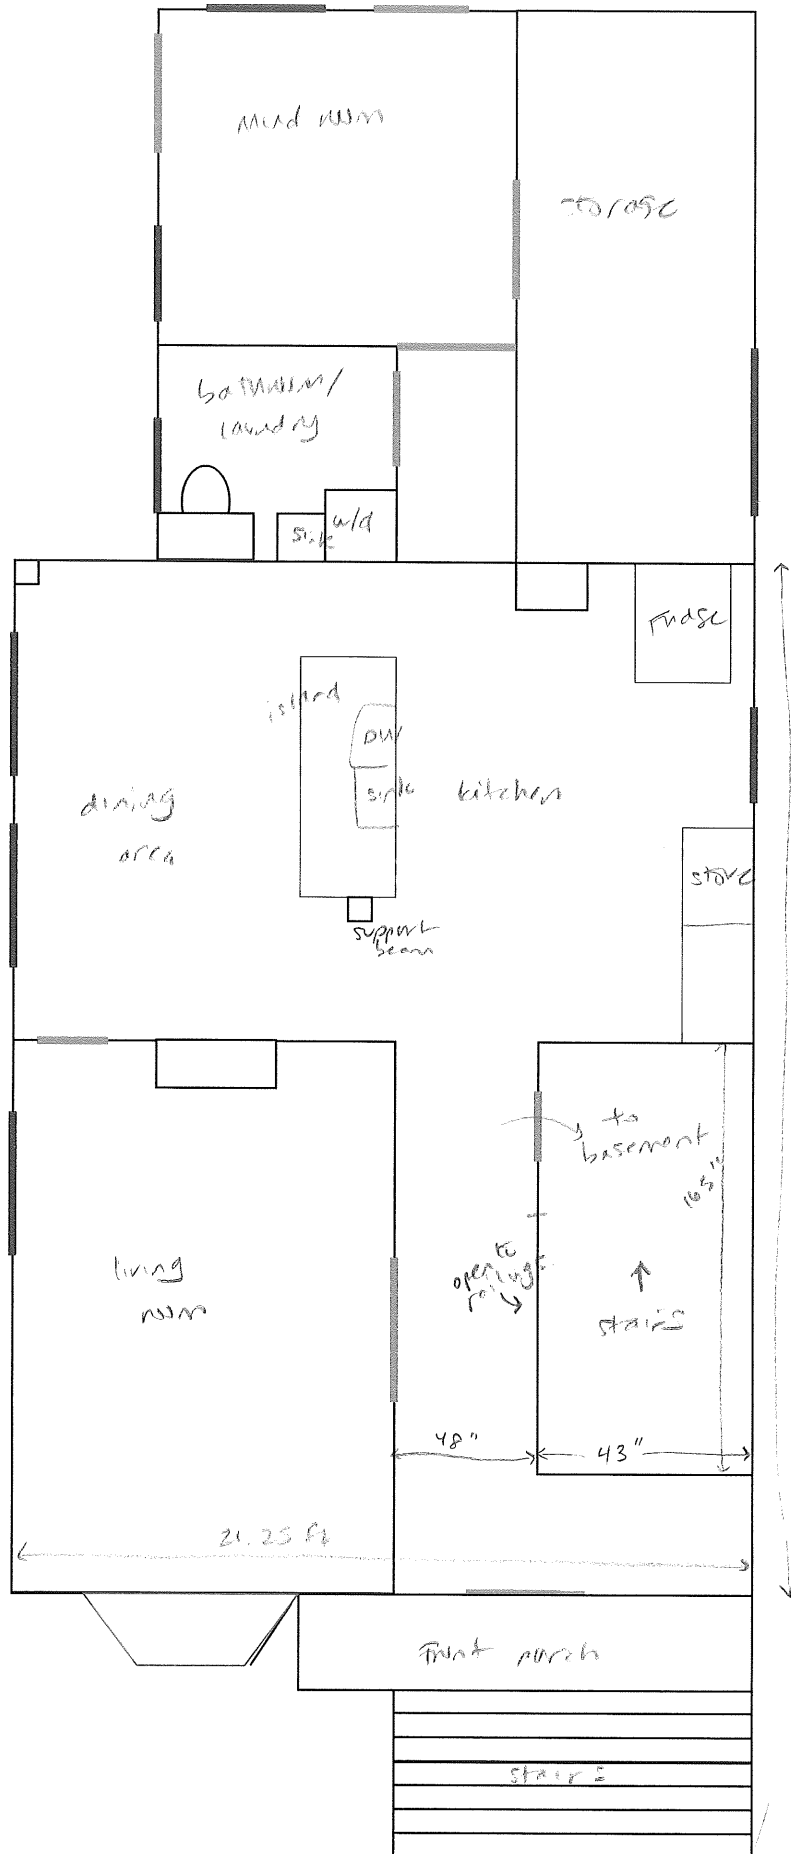 mud room
storage
bathroom/
laundry
sink
w/d
Fridge
island
DW
sink
kitchen
dining
area
stove
support
beam
to
basement
165"
open to
railing
living
room
stairs
48"
43"
21.25 ft
Front porch
stairs